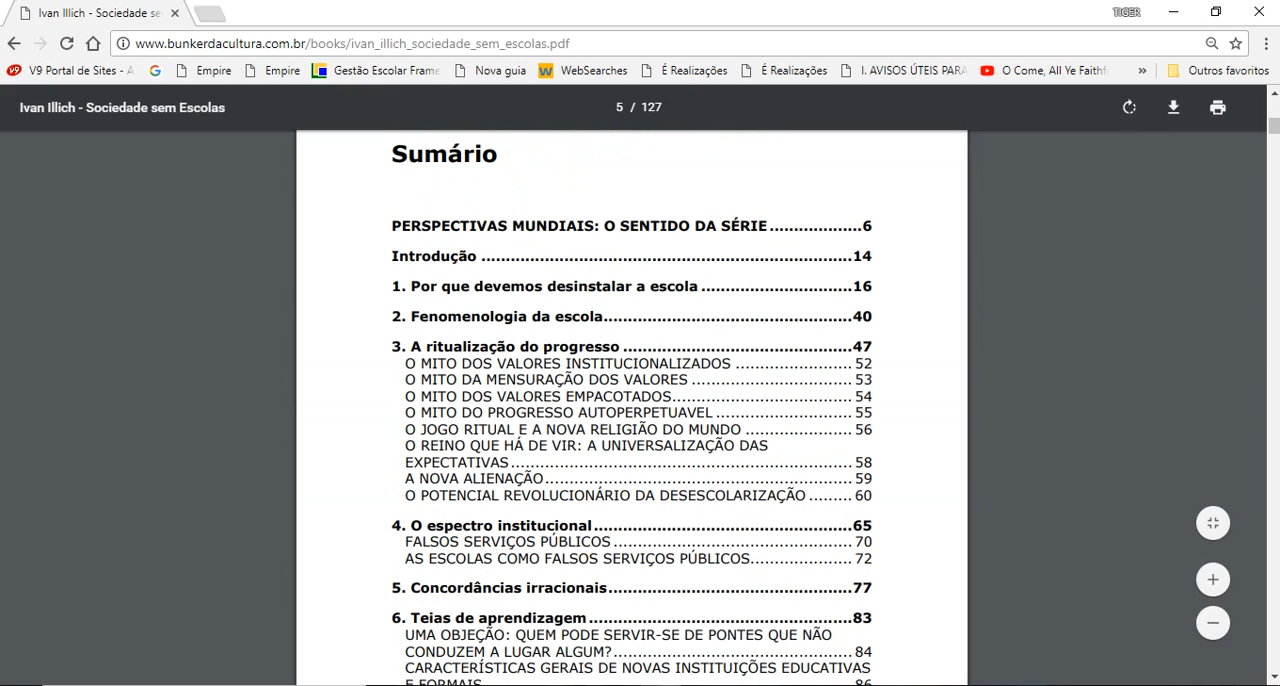 Ivan Illich - Sociedade se
TIGER
www.bunkerdacultura.com.br/books/ivan_illich_sociedade_sem_escolas.pdf
V9 Portal de Sites - A Empire Empire Gestão Escolar Frame Nova guia WebSearches É Realizações É Realizações I. AVISOS ÚTEIS PARA O Come, All Ye Faithf » Outros favoritos
Ivan Illich - Sociedade sem Escolas 5 / 127
Sumário
PERSPECTIVAS MUNDIAIS: O SENTIDO DA SÉRIE...................6
Introdução ..............................................................................14
1. Por que devemos desinstalar a escola ................................16
2. Fenomenologia da escola....................................................40
3. A ritualização do progresso ................................................47
O MITO DOS VALORES INSTITUCIONALIZADOS ........................ 52
O MITO DA MENSURAÇÃO DOS VALORES ................................. 53
O MITO DOS VALORES EMPACOTADOS..................................... 54
O MITO DO PROGRESSO AUTOPERPETUAVEL ............................ 55
O JOGO RITUAL E A NOVA RELIGIÃO DO MUNDO ...................... 56
O REINO QUE HÁ DE VIR: A UNIVERSALIZAÇÃO DAS
EXPECTATIVAS....................................................................... 58
A NOVA ALIENAÇÃO................................................................ 59
O POTENCIAL REVOLUCIONÁRIO DA DESESCOLARIZAÇÃO ......... 60
4. O espectro institucional......................................................65
FALSOS SERVIÇOS PÚBLICOS .................................................. 70
AS ESCOLAS COMO FALSOS SERVIÇOS PÚBLICOS..................... 72
5. Concordâncias irracionais...................................................77
6. Teias de aprendizagem .......................................................83
UMA OBJEÇÃO: QUEM PODE SERVIR-SE DE PONTES QUE NÃO
CONDUZEM A LUGAR ALGUM?.................................................. 84
CARACTERÍSTICAS GERAIS DE NOVAS INSTITUIÇÕES EDUCATIVAS
E FORMAIS............................................................................. 86